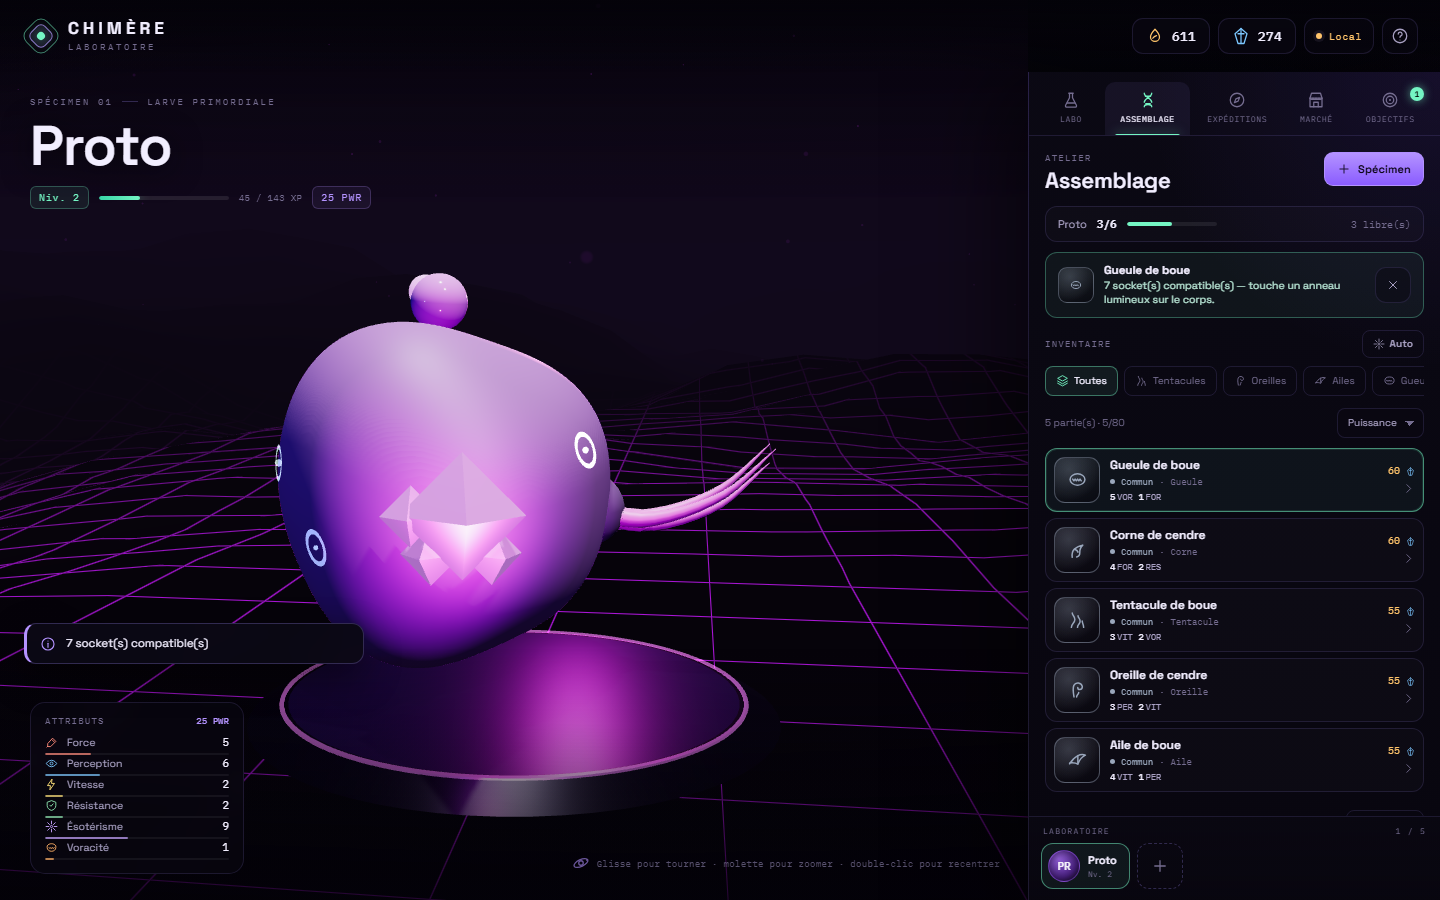 CHIMÈRE
LABORATOIRE
611
274
Local
SPÉCIMEN 01 — LARVE PRIMORDIALE
Proto
Niv. 2
45 / 143 XP
25 PWR
LABO
ASSEMBLAGE
EXPÉDITIONS
MARCHÉ
OBJECTIFS
1
ATELIER
Assemblage
+ Spécimen
Proto 3/6
3 libre(s)
Gueule de boue
7 socket(s) compatible(s) — touche un anneau
lumineux sur le corps.
INVENTAIRE
Auto
Toutes
Tentacules
Oreilles
Ailes
Gueu
5 partie(s) · 5/80
Puissance
Gueule de boue
Commun · Gueule
5 VOR 1 FOR
60
Corne de cendre
Commun · Corne
4 FOR 2 RES
60
Tentacule de boue
Commun · Tentacule
3 VIT 2 VOR
55
Oreille de cendre
Commun · Oreille
3 PER 2 VIT
55
Aile de boue
Commun · Aile
4 VIT 1 PER
55
7 socket(s) compatible(s)
ATTRIBUTS 25 PWR
Force 5
Perception 6
Vitesse 2
Résistance 2
Ésotérisme 9
Voracité 1
Glisse pour tourner · molette pour zoomer · double-clic pour recentrer
LABORATOIRE 1 / 5
PR
Proto
Nv. 2
+